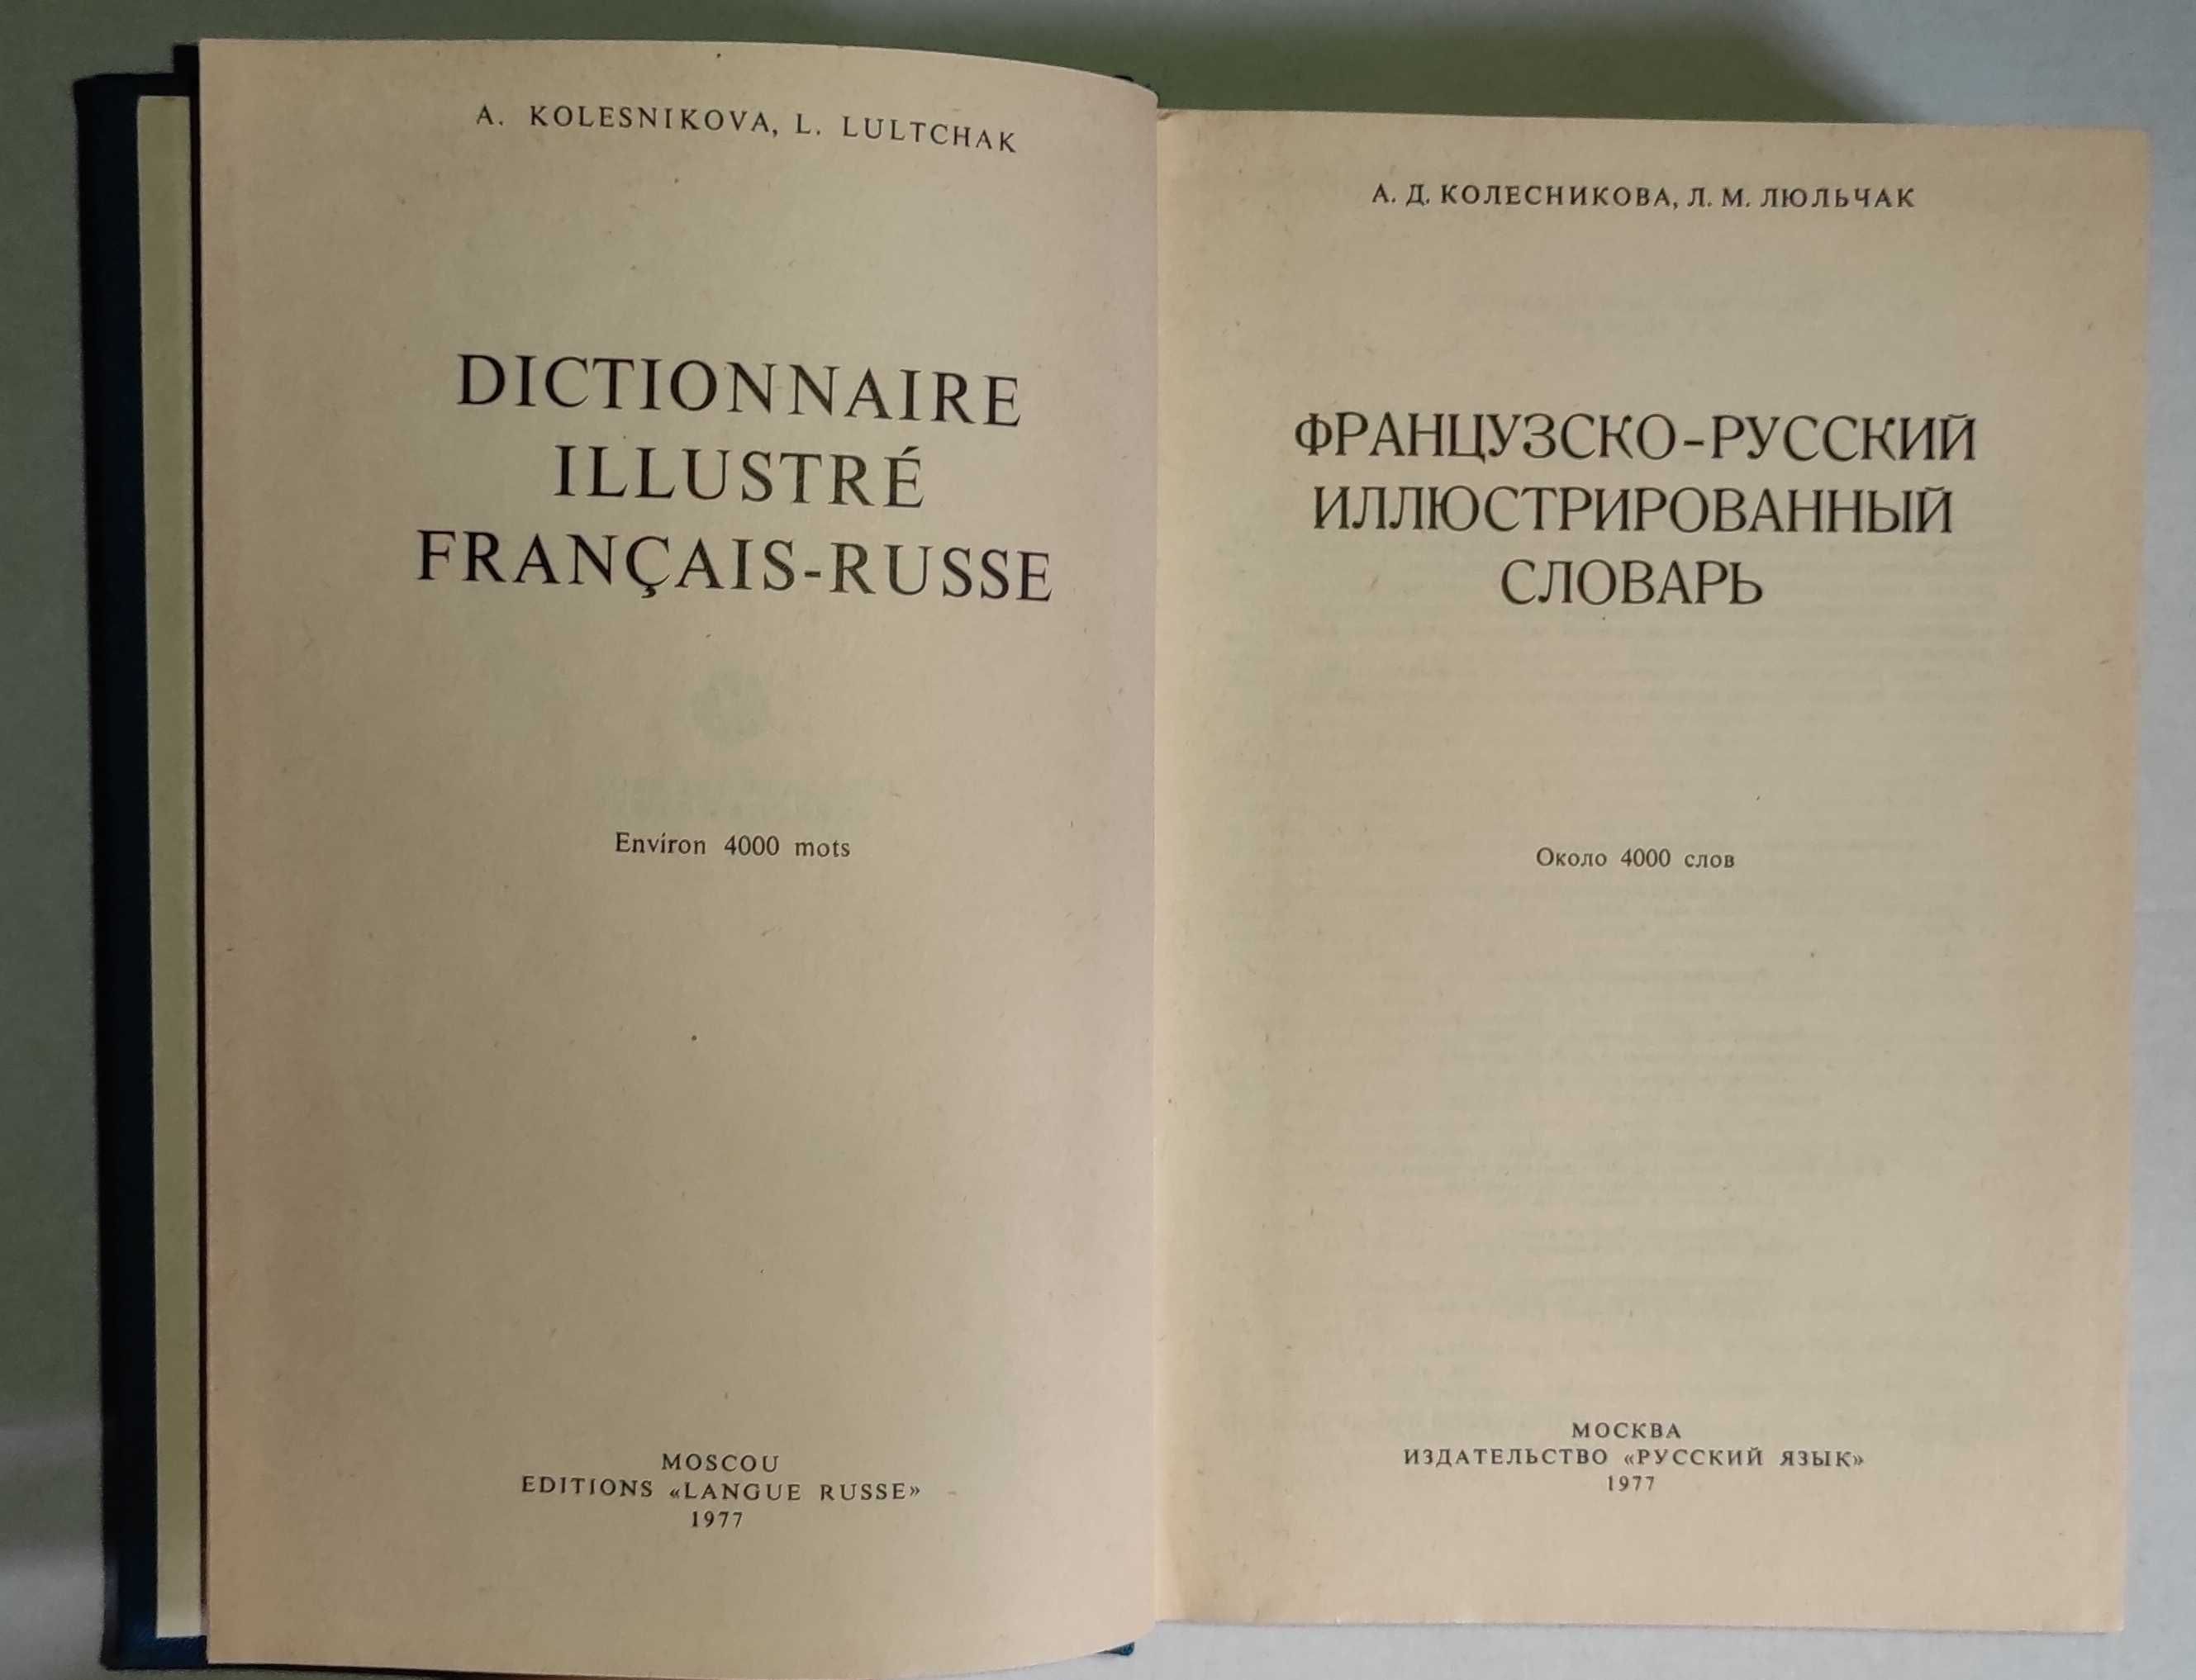 A. KOLESNIKOVA, L. LULTCHAK
DICTIONNAIRE
ILLUSTRÉ
FRANÇAIS-RUSSE
Environ 4000 mots
MOSCOU
EDITIONS «LANGUE RUSSE»
1977
А. Д. КОЛЕСНИКОВА, Л. М. ЛЮЛЬЧАК
ФРАНЦУЗСКО-РУССКИЙ
ИЛЛЮСТРИРОВАННЫЙ
СЛОВАРЬ
Около 4000 слов
МОСКВА
ИЗДАТЕЛЬСТВО «РУССКИЙ ЯЗЫК»
1977